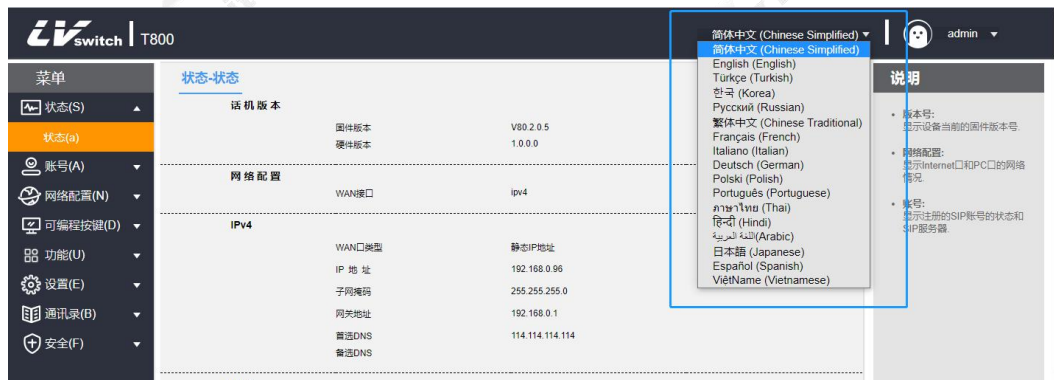 LVswitch T800
简体中文 (Chinese Simplified)
admin
菜单
状态(S)
状态(a)
账号(A)
网络配置(N)
可编程按键(D)
功能(U)
设置(E)
通讯录(B)
安全(F)
状态-状态
话机版本
固件版本 V80.2.0.5
硬件版本 1.0.0.0
网络配置
WAN接口 ipv4
IPv4
WAN口类型 静态IP地址
IP 地 址 192.168.0.96
子网掩码 255.255.255.0
网关地址 192.168.0.1
首选DNS 114.114.114.114
备选DNS
简体中文 (Chinese Simplified)
English (English)
Türkçe (Turkish)
한국 (Korea)
Русский (Russian)
繁体中文 (Chinese Traditional)
Français (French)
Italiano (Italian)
Deutsch (German)
Polski (Polish)
Português (Portuguese)
ภาษาไทย (Thai)
हिन्दी (Hindi)
اللغة العربية(Arabic)
日本語 (Japanese)
Español (Spanish)
ViêtName (Vietnamese)
说明
版本号:
显示设备当前的固件版本号.
网络配置:
显示Internet口和PC口的网络
情况.
账号:
显示注册的SIP账号的状态和
SIP服务器.